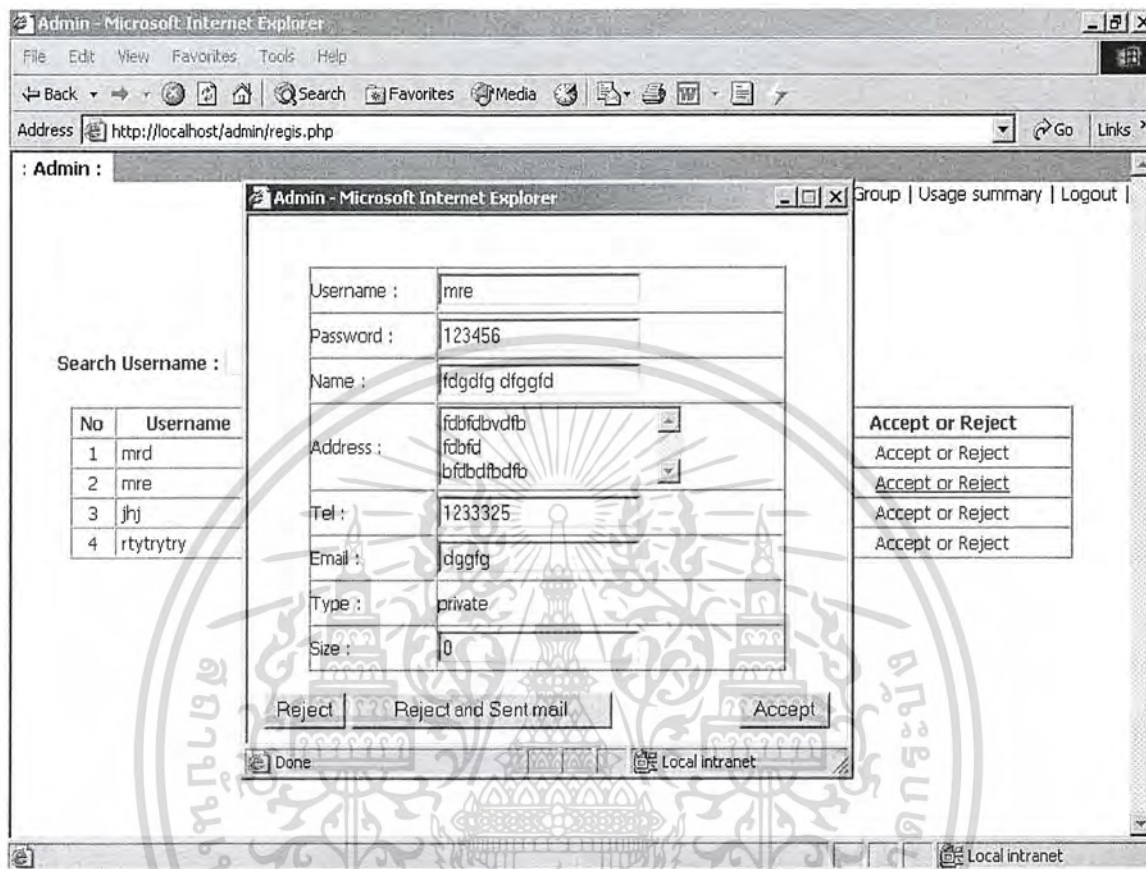 Admin - Microsoft Internet Explorer
File Edit View Favorites Tools Help
Back Search Favorites Media
Address http://localhost/admin/regis.php Go Links
: Admin :
Group | Usage summary | Logout |
Search Username :
No Username Accept or Reject
1 mrd Accept or Reject
2 mre Accept or Reject
3 jhj Accept or Reject
4 rtytrytry Accept or Reject
Admin - Microsoft Internet Explorer
Username : mre
Password : 123456
Name : fdgdfg dfggfd
Address : fdbfdbvdfb
fdbfd
bfdbdfbdfb
Tel : 1233325
Email : dggfg
Type : private
Size : 0
Reject Reject and Sent mail Accept
Done Local intranet
Local intranet